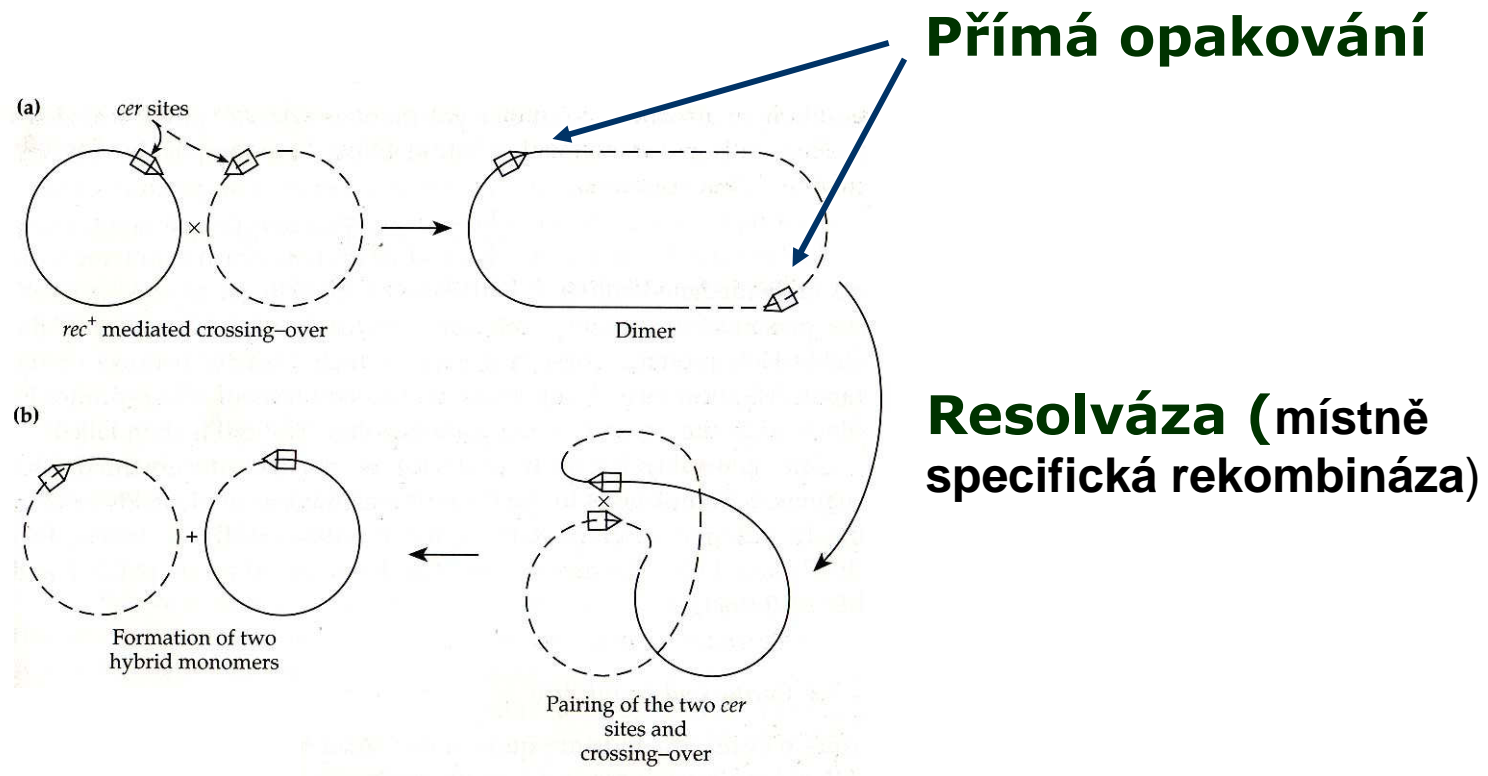 Přímá opakování
(a)
cer sites
×
rec+ mediated crossing–over
Dimer
Resolváza (místně
specifická rekombináza)
(b)
+
×
Formation of two
hybrid monomers
Pairing of the two cer
sites and
crossing–over